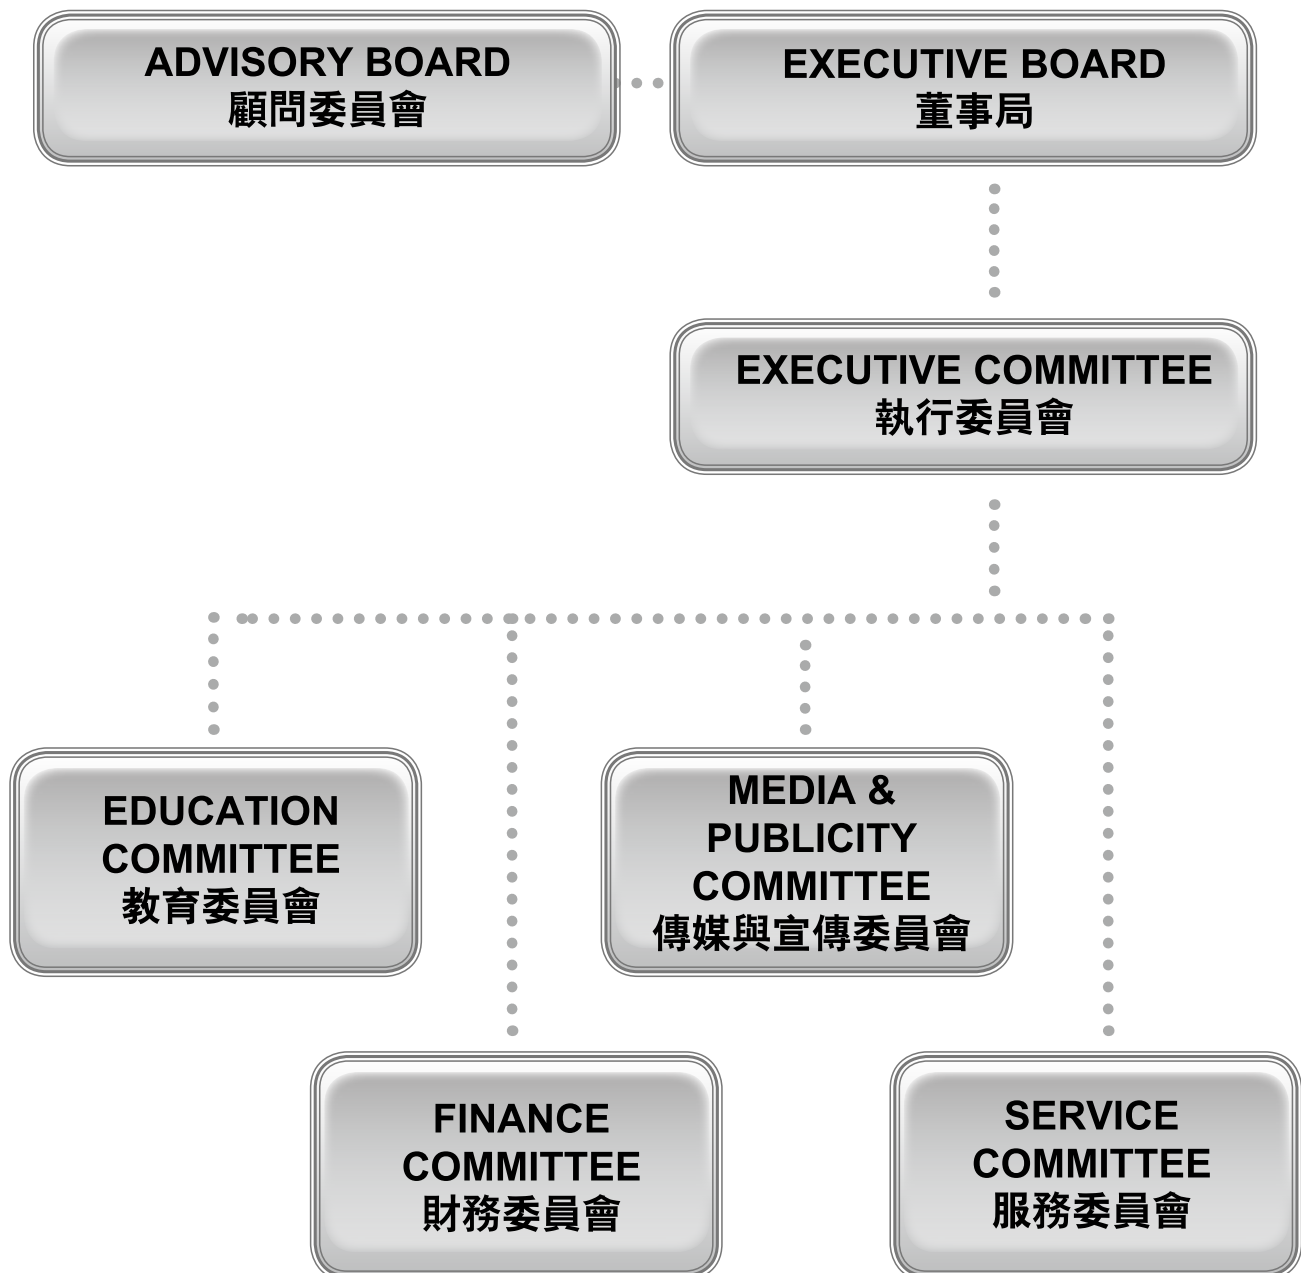 ADVISORY BOARD
顧問委員會
EXECUTIVE BOARD
董事局
EXECUTIVE COMMITTEE
執行委員會
EDUCATION
COMMITTEE
教育委員會
MEDIA &
PUBLICITY
COMMITTEE
傳媒與宣傳委員會
FINANCE
COMMITTEE
財務委員會
SERVICE
COMMITTEE
服務委員會